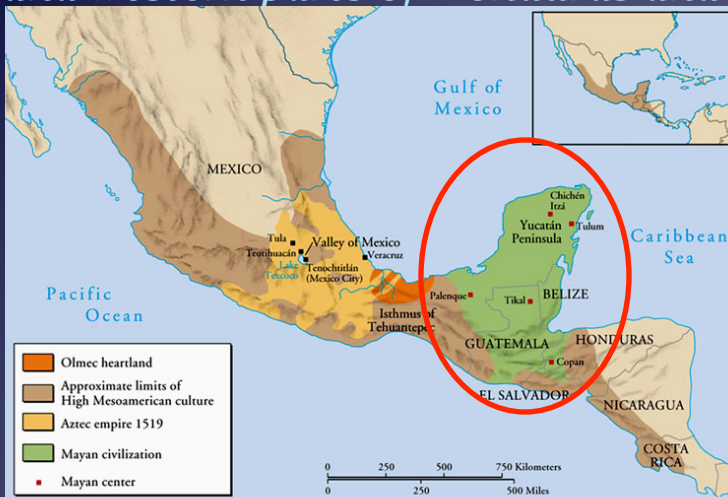 Gulf of
Mexico
MEXICO
Chichén
Itzá
Yucatán
Peninsula
Tulum
Caribbean
Sea
Tula
Teotihuacán
Valley of Mexico
Lake
Texcoco
Tenochtitlán
(Mexico City)
Veracruz
Pacific
Ocean
Palenque
Tikal
BELIZE
Isthmus of
Tehuantepec
GUATEMALA
HONDURAS
Copan
EL SALVADOR
NICARAGUA
COSTA
RICA
Olmec heartland
Approximate limits of
High Mesoamerican culture
Aztec empire 1519
Mayan civilization
Mayan center
0 250 500 750 Kilometers
0 250 500 Miles